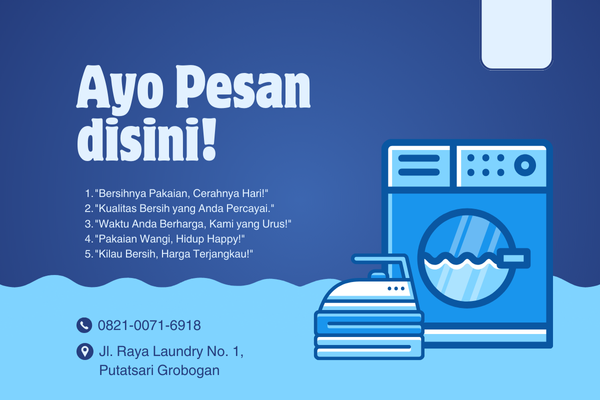 Ayo Pesan
disini!
1. "Bersihnya Pakaian, Cerahnya Hari!"
2. "Kualitas Bersih yang Anda Percayai."
3. "Waktu Anda Berharga, Kami yang Urus!"
4. "Pakaian Wangi, Hidup Happy!"
5. "Kilau Bersih, Harga Terjangkau!"
0821-0071-6918
Jl. Raya Laundry No. 1,
Putatsari Grobogan